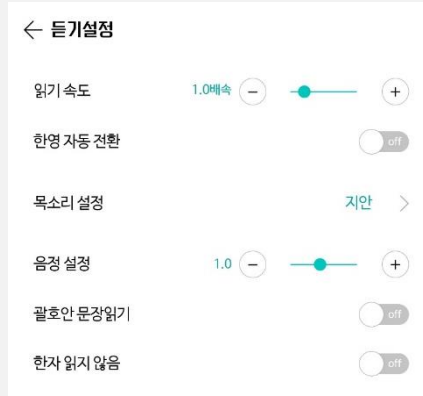 ← 듣기설정
읽기 속도 1.0배속 − +
한영 자동 전환 off
목소리 설정 지안 >
음정 설정 1.0 − +
괄호안 문장읽기 off
한자 읽지 않음 off